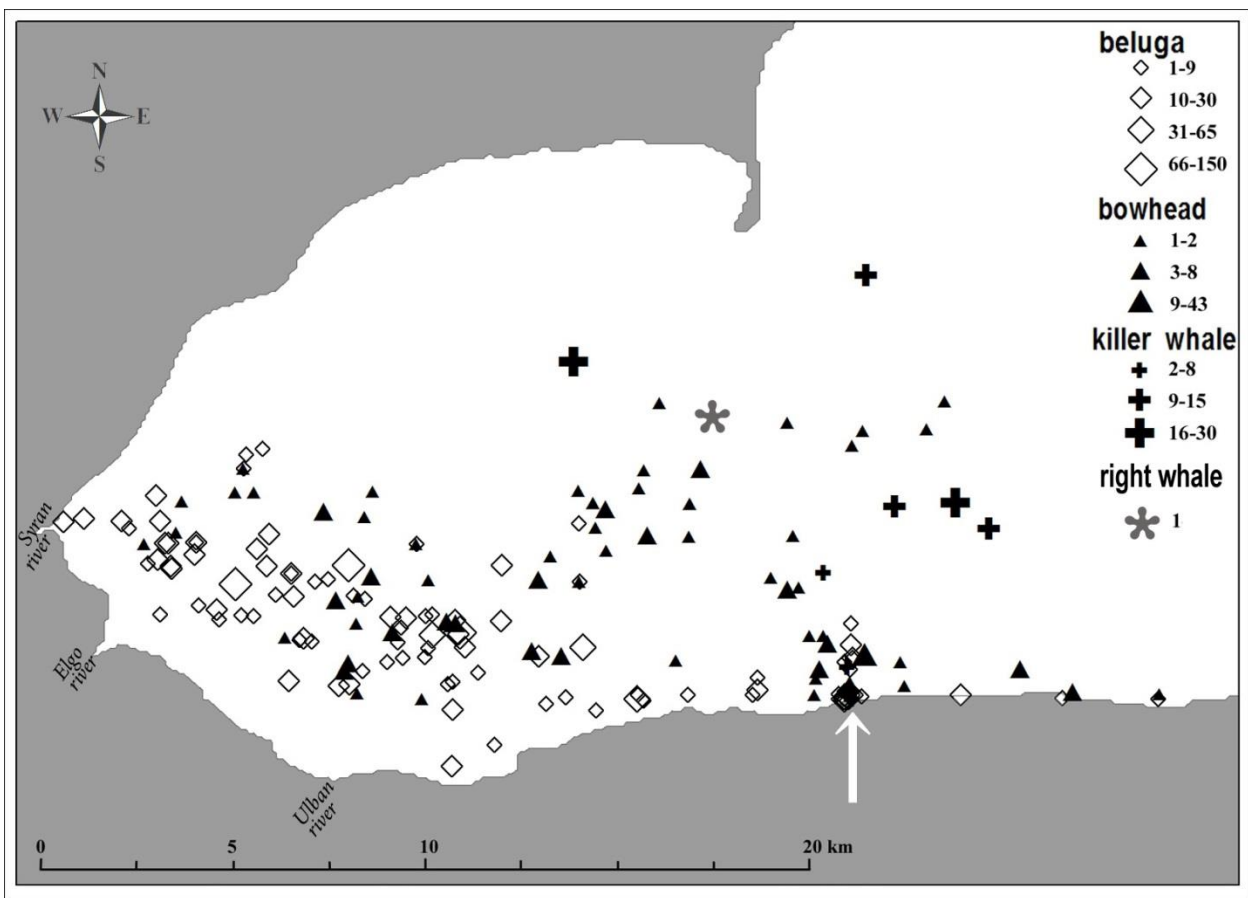 N
W E
S
beluga
1-9
10-30
31-65
66-150
bowhead
1-2
3-8
9-43
killer whale
2-8
9-15
16-30
right whale
1
Syran
river
Elgo
river
Ulban
river
0 5 10 20 km